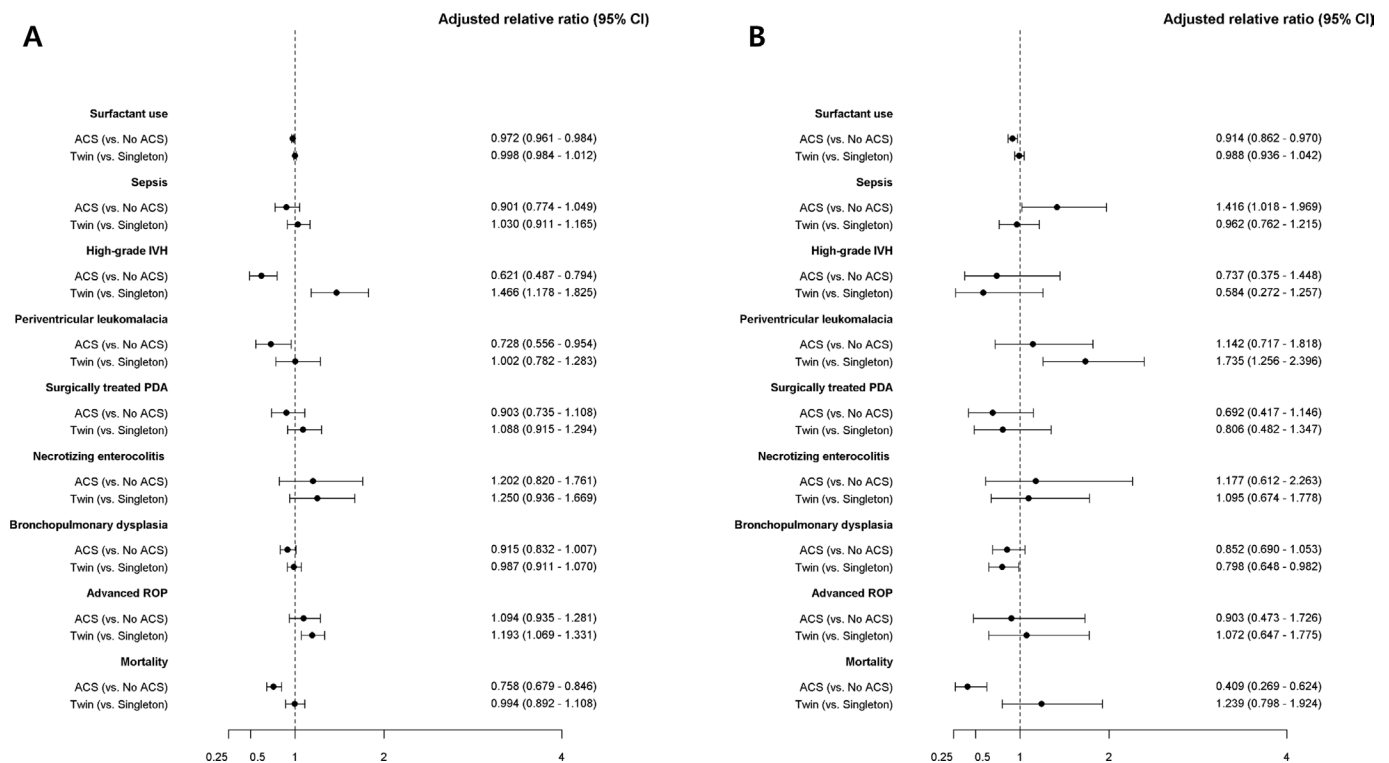 A
Adjusted relative ratio (95% CI)
Surfactant use
ACS (vs. No ACS) 0.972 (0.961 - 0.984)
Twin (vs. Singleton) 0.998 (0.984 - 1.012)
Sepsis
ACS (vs. No ACS) 0.901 (0.774 - 1.049)
Twin (vs. Singleton) 1.030 (0.911 - 1.165)
High-grade IVH
ACS (vs. No ACS) 0.621 (0.487 - 0.794)
Twin (vs. Singleton) 1.466 (1.178 - 1.825)
Periventricular leukomalacia
ACS (vs. No ACS) 0.728 (0.556 - 0.954)
Twin (vs. Singleton) 1.002 (0.782 - 1.283)
Surgically treated PDA
ACS (vs. No ACS) 0.903 (0.735 - 1.108)
Twin (vs. Singleton) 1.088 (0.915 - 1.294)
Necrotizing enterocolitis
ACS (vs. No ACS) 1.202 (0.820 - 1.761)
Twin (vs. Singleton) 1.250 (0.936 - 1.669)
Bronchopulmonary dysplasia
ACS (vs. No ACS) 0.915 (0.832 - 1.007)
Twin (vs. Singleton) 0.987 (0.911 - 1.070)
Advanced ROP
ACS (vs. No ACS) 1.094 (0.935 - 1.281)
Twin (vs. Singleton) 1.193 (1.069 - 1.331)
Mortality
ACS (vs. No ACS) 0.758 (0.679 - 0.846)
Twin (vs. Singleton) 0.994 (0.892 - 1.108)
0.25 0.5 1 2 4
B
Adjusted relative ratio (95% CI)
Surfactant use
ACS (vs. No ACS) 0.914 (0.862 - 0.970)
Twin (vs. Singleton) 0.988 (0.936 - 1.042)
Sepsis
ACS (vs. No ACS) 1.416 (1.018 - 1.969)
Twin (vs. Singleton) 0.962 (0.762 - 1.215)
High-grade IVH
ACS (vs. No ACS) 0.737 (0.375 - 1.448)
Twin (vs. Singleton) 0.584 (0.272 - 1.257)
Periventricular leukomalacia
ACS (vs. No ACS) 1.142 (0.717 - 1.818)
Twin (vs. Singleton) 1.735 (1.256 - 2.396)
Surgically treated PDA
ACS (vs. No ACS) 0.692 (0.417 - 1.146)
Twin (vs. Singleton) 0.806 (0.482 - 1.347)
Necrotizing enterocolitis
ACS (vs. No ACS) 1.177 (0.612 - 2.263)
Twin (vs. Singleton) 1.095 (0.674 - 1.778)
Bronchopulmonary dysplasia
ACS (vs. No ACS) 0.852 (0.690 - 1.053)
Twin (vs. Singleton) 0.798 (0.648 - 0.982)
Advanced ROP
ACS (vs. No ACS) 0.903 (0.473 - 1.726)
Twin (vs. Singleton) 1.072 (0.647 - 1.775)
Mortality
ACS (vs. No ACS) 0.409 (0.269 - 0.624)
Twin (vs. Singleton) 1.239 (0.798 - 1.924)
0.25 0.5 1 2 4